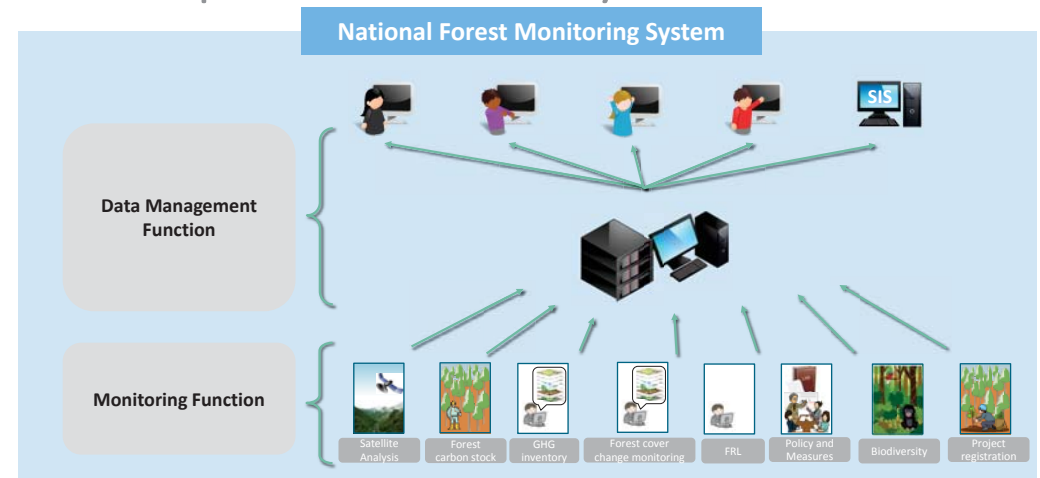 National Forest Monitoring System
SIS
Data Management
Function
Monitoring Function
Satellite
Analysis
Forest
carbon stock
GHG
inventory
Forest cover
change monitoring
FRL
Policy and
Measures
Biodiversity
Project
registration